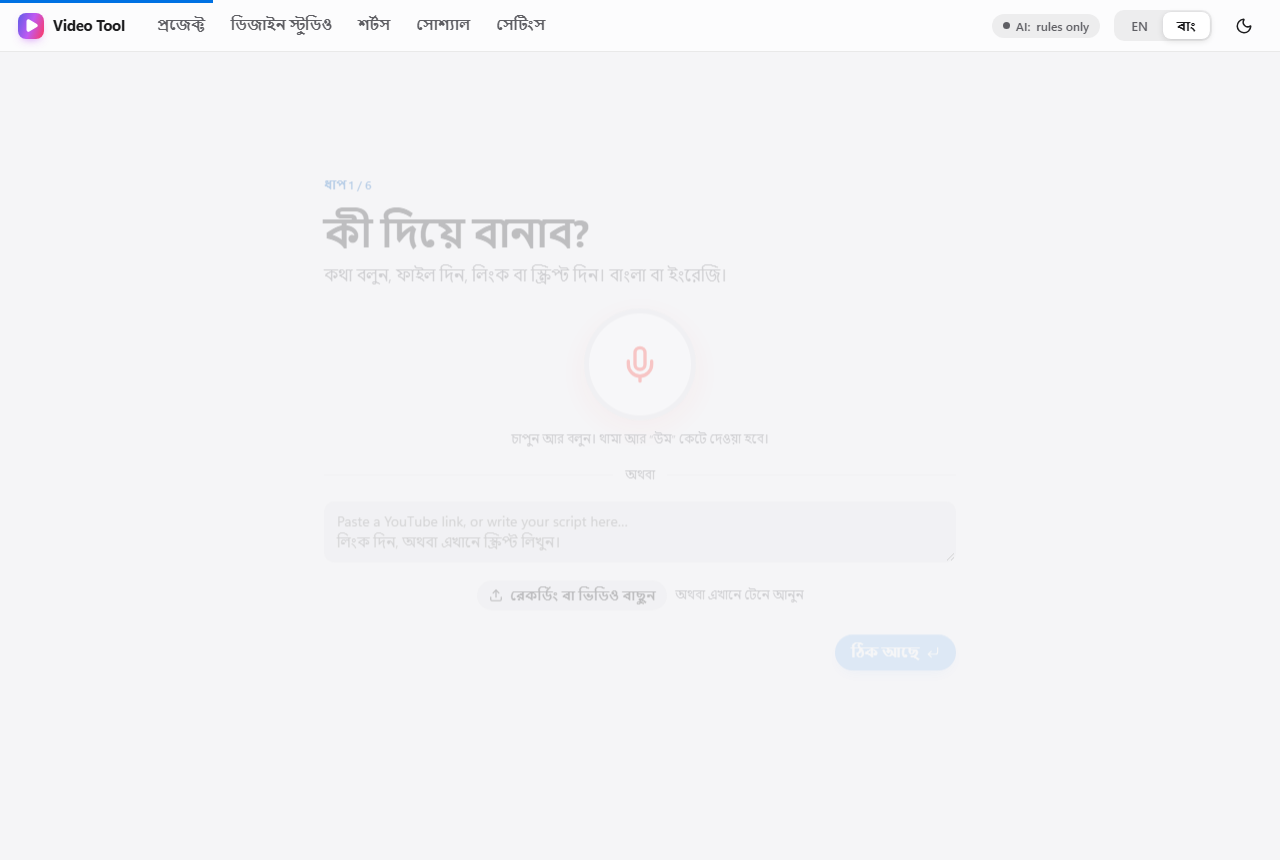 Video Tool
প্রজেক্ট
ডিজাইন স্টুডিও
শর্টস
সোশ্যাল
সেটিংস
AI: rules only
EN
বাং
ধাপ 1 / 6
কী দিয়ে বানাব?
কথা বলুন, ফাইল দিন, লিংক বা স্ক্রিপ্ট দিন। বাংলা বা ইংরেজি।
চাপুন আর বলুন। থামা আর "উম" কেটে দেওয়া হবে।
অথবা
Paste a YouTube link, or write your script here...
লিংক দিন, অথবা এখানে স্ক্রিপ্ট লিখুন।
রেকর্ডিং বা ভিডিও বাছুন
অথবা এখানে টেনে আনুন
ঠিক আছে